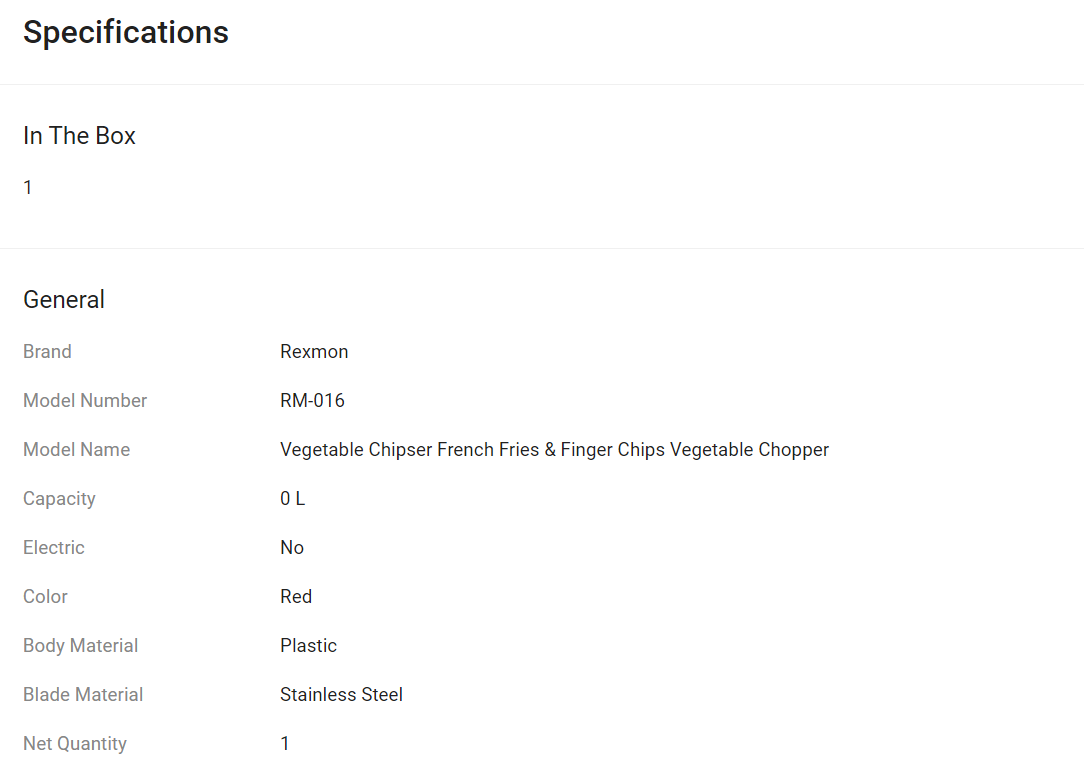 Specifications
In The Box
1
General
Brand Rexmon
Model Number RM-016
Model Name Vegetable Chipser French Fries & Finger Chips Vegetable Chopper
Capacity 0 L
Electric No
Color Red
Body Material Plastic
Blade Material Stainless Steel
Net Quantity 1